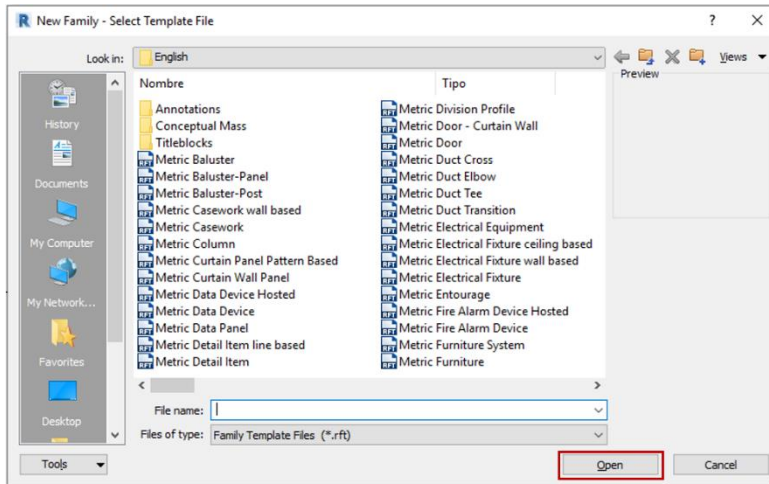 New Family - Select Template File
Look in:
English
Views
Nombre
Tipo
Preview
History
Documents
My Computer
My Network...
Favorites
Desktop
Annotations
Conceptual Mass
Titleblocks
Metric Baluster
Metric Baluster-Panel
Metric Baluster-Post
Metric Casework wall based
Metric Casework
Metric Column
Metric Curtain Panel Pattern Based
Metric Curtain Wall Panel
Metric Data Device Hosted
Metric Data Device
Metric Data Panel
Metric Detail Item line based
Metric Detail Item
Metric Division Profile
Metric Door - Curtain Wall
Metric Door
Metric Duct Cross
Metric Duct Elbow
Metric Duct Tee
Metric Duct Transition
Metric Electrical Equipment
Metric Electrical Fixture ceiling based
Metric Electrical Fixture wall based
Metric Electrical Fixture
Metric Entourage
Metric Fire Alarm Device Hosted
Metric Fire Alarm Device
Metric Furniture System
Metric Furniture
File name:
Files of type: Family Template Files (*.rft)
Tools
Open
Cancel